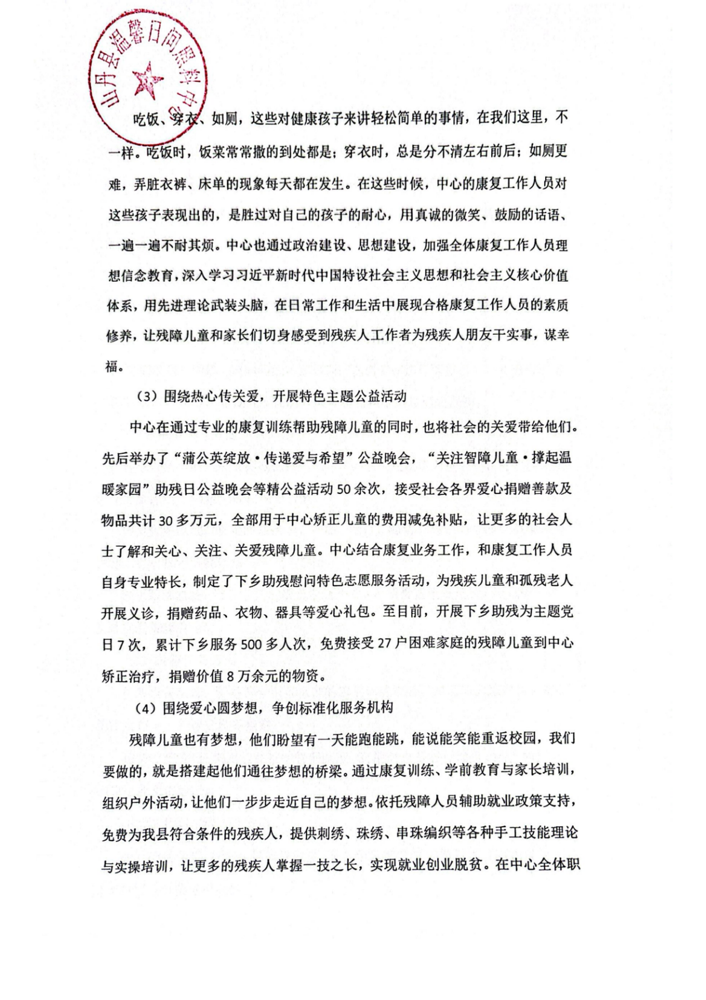 山丹县温馨日间照料中心
吃饭、穿衣、如厕，这些对健康孩子来讲轻松简单的事情，在我们这里，不
一样。吃饭时，饭菜常常撒的到处都是；穿衣时，总是分不清左右前后；如厕更
难，弄脏衣裤、床单的现象每天都在发生。在这些时候，中心的康复工作人员对
这些孩子表现出的，是胜过对自己的孩子的耐心，用真诚的微笑、鼓励的话语、
一遍一遍不耐其烦。中心也通过政治建设、思想建设，加强全体康复工作人员理
想信念教育，深入学习习近平新时代中国特设社会主义思想和社会主义核心价值
体系，用先进理论武装头脑，在日常工作和生活中展现合格康复工作人员的素质
修养，让残障儿童和家长们切身感受到残疾人工作者为残疾人朋友干实事，谋幸
福。
（3）围绕热心传关爱，开展特色主题公益活动
中心在通过专业的康复训练帮助残障儿童的同时，也将社会的关爱带给他们。
先后举办了“蒲公英绽放·传递爱与希望”公益晚会，“关注智障儿童·撑起温
暖家园”助残日公益晚会等精公益活动 50 余次，接受社会各界爱心捐赠善款及
物品共计 30 多万元，全部用于中心矫正儿童的费用减免补贴，让更多的社会人
士了解和关心、关注、关爱残障儿童。中心结合康复业务工作，和康复工作人员
自身专业特长，制定了下乡助残慰问特色志愿服务活动，为残疾儿童和孤残老人
开展义诊，捐赠药品、衣物、器具等爱心礼包。至目前，开展下乡助残为主题党
日 7 次，累计下乡服务 500 多人次，免费接受 27 户困难家庭的残障儿童到中心
矫正治疗，捐赠价值 8 万余元的物资。
（4）围绕爱心圆梦想，争创标准化服务机构
残障儿童也有梦想，他们盼望有一天能跑能跳，能说能笑能重返校园，我们
要做的，就是搭建起他们通往梦想的桥梁。通过康复训练、学前教育与家长培训，
组织户外活动，让他们一步步走近自己的梦想。依托残障人员辅助就业政策支持，
免费为我县符合条件的残疾人，提供刺绣、珠绣、串珠编织等各种手工技能理论
与实操培训，让更多的残疾人掌握一技之长，实现就业创业脱贫。在中心全体职